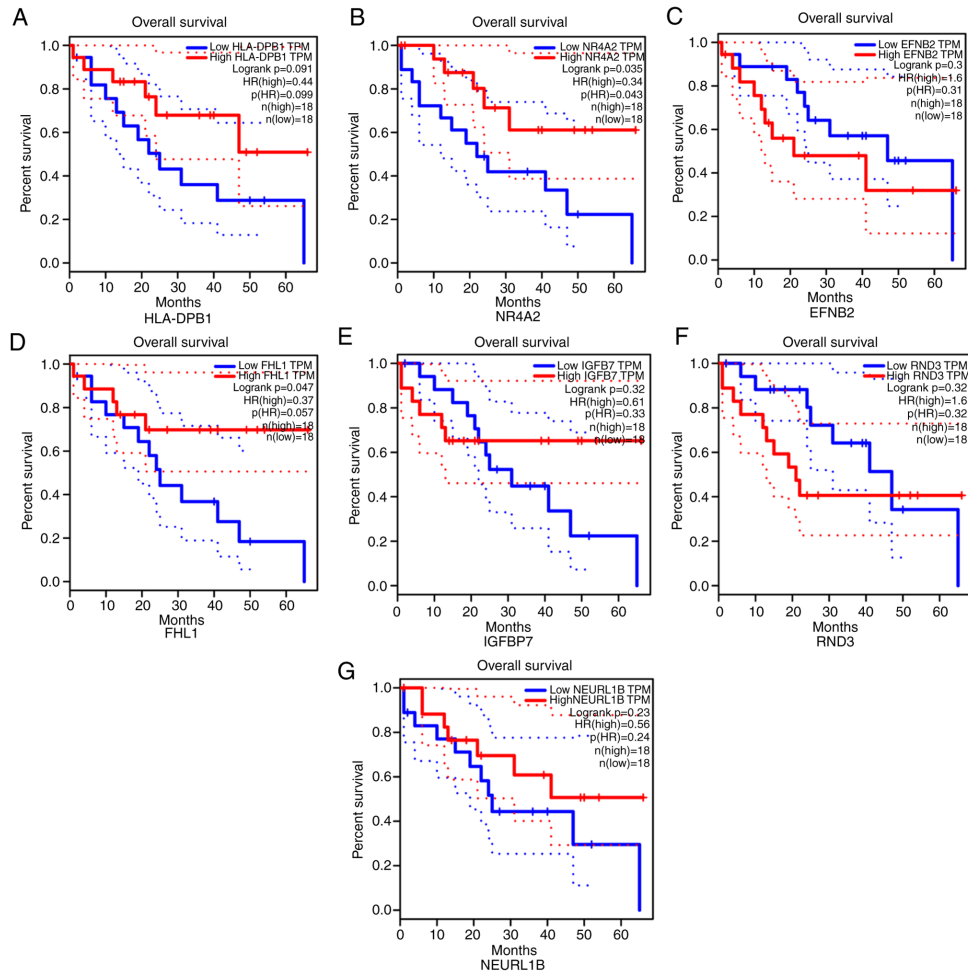 A
Overall survival
Low HLA-DPB1 TPM
High HLA-DPB1 TPM
Logrank p=0.091
HR(high)=0.44
p(HR)=0.099
n(high)=18
n(low)=18
Percent survival
1.0
0.8
0.6
0.4
0.2
0.0
0 10 20 30 40 50 60
Months
HLA-DPB1
B
Overall survival
Low NR4A2 TPM
High NR4A2 TPM
Logrank p=0.035
HR(high)=0.34
p(HR)=0.043
n(high)=18
n(low)=18
Percent survival
1.0
0.8
0.6
0.4
0.2
0.0
0 10 20 30 40 50 60
Months
NR4A2
C
Overall survival
Low EFNB2 TPM
High EFNB2 TPM
Logrank p=0.3
HR(high)=1.6
p(HR)=0.31
n(high)=18
n(low)=18
Percent survival
1.0
0.8
0.6
0.4
0.2
0.0
0 10 20 30 40 50 60
Months
EFNB2
D
Overall survival
Low FHL1 TPM
High FHL1 TPM
Logrank p=0.047
HR(high)=0.37
p(HR)=0.057
n(high)=18
n(low)=18
Percent survival
1.0
0.8
0.6
0.4
0.2
0.0
0 10 20 30 40 50 60
Months
FHL1
E
Overall survival
Low IGFB7 TPM
High IGFB7 TPM
Logrank p=0.32
HR(high)=0.61
p(HR)=0.33
n(high)=18
n(low)=18
Percent survival
1.0
0.8
0.6
0.4
0.2
0.0
0 10 20 30 40 50 60
Months
IGFBP7
F
Overall survival
Low RND3 TPM
High RND3 TPM
Logrank p=0.32
HR(high)=1.6
p(HR)=0.32
n(high)=18
n(low)=18
Percent survival
1.0
0.8
0.6
0.4
0.2
0.0
0 10 20 30 40 50 60
Months
RND3
G
Overall survival
Low NEURL1B TPM
HighNEURL1B TPM
Logrank p=0.23
HR(high)=0.56
p(HR)=0.24
n(high)=18
n(low)=18
Percent survival
1.0
0.8
0.6
0.4
0.2
0.0
0 10 20 30 40 50 60
Months
NEURL1B